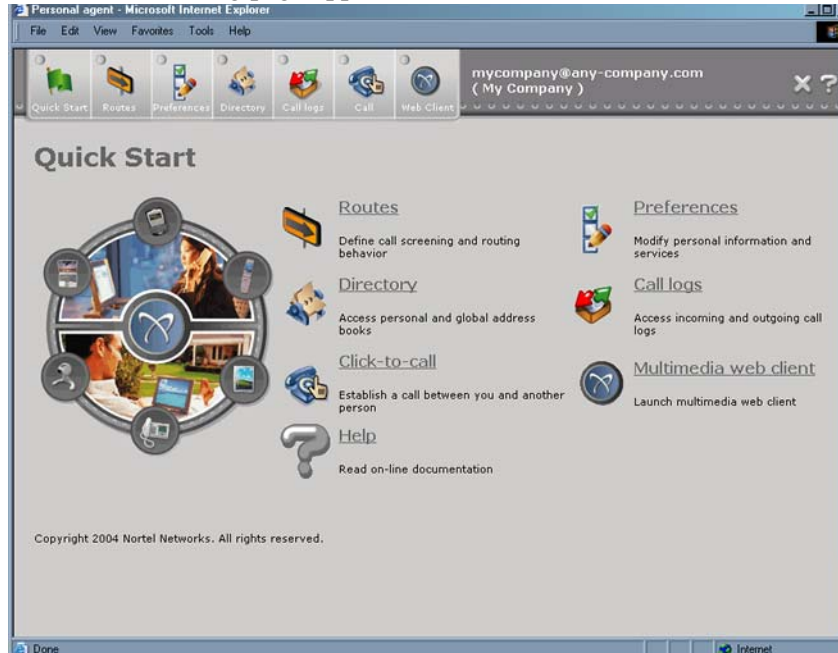 Personal agent - Microsoft Internet Explorer
File Edit View Favorites Tools Help
Quick Start Routes Preferences Directory Call logs Call Web Client
mycompany@any-company.com
( My Company )
Quick Start
Routes
Define call screening and routing
behavior
Preferences
Modify personal information and
services
Directory
Access personal and global address
books
Call logs
Access incoming and outgoing call
logs
Click-to-call
Establish a call between you and another
person
Multimedia web client
Launch multimedia web client
Help
Read on-line documentation
Copyright 2004 Nortel Networks. All rights reserved.
Done Internet